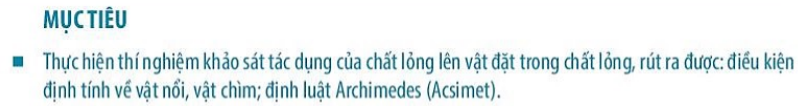 MỤC TIÊU
Thực hiện thí nghiệm khảo sát tác dụng của chất lỏng lên vật đặt trong chất lỏng, rút ra được: điều kiện
định tính về vật nổi, vật chìm; định luật Archimedes (Acsimet).